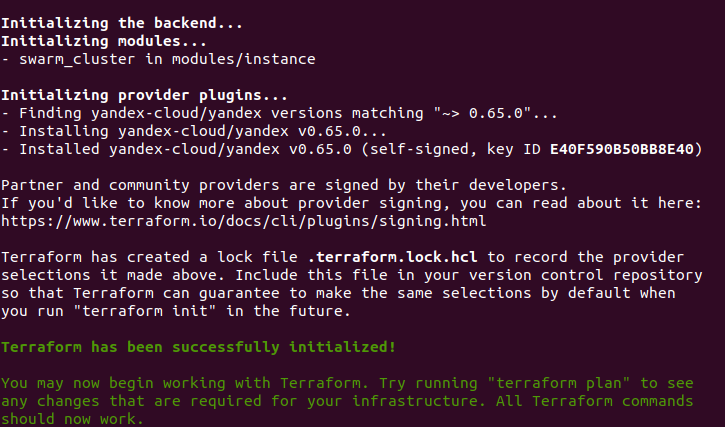 Initializing the backend...
Initializing modules...
- swarm_cluster in modules/instance
Initializing provider plugins...
- Finding yandex-cloud/yandex versions matching "~> 0.65.0"...
- Installing yandex-cloud/yandex v0.65.0...
- Installed yandex-cloud/yandex v0.65.0 (self-signed, key ID E40F590B50BB8E40)
Partner and community providers are signed by their developers.
If you'd like to know more about provider signing, you can read about it here:
https://www.terraform.io/docs/cli/plugins/signing.html
Terraform has created a lock file .terraform.lock.hcl to record the provider
selections it made above. Include this file in your version control repository
so that Terraform can guarantee to make the same selections by default when
you run "terraform init" in the future.
Terraform has been successfully initialized!
You may now begin working with Terraform. Try running "terraform plan" to see
any changes that are required for your infrastructure. All Terraform commands
should now work.